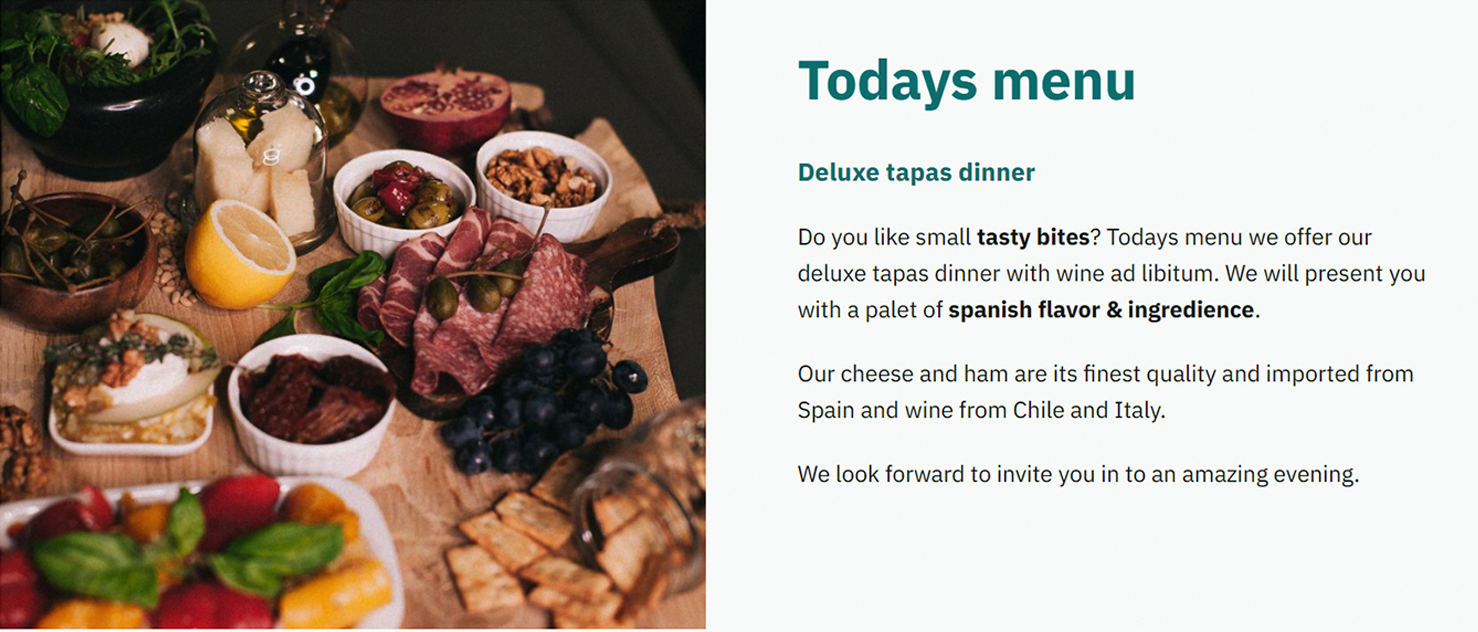 Todays menu
Deluxe tapas dinner
Do you like small tasty bites? Todays menu we offer our
deluxe tapas dinner with wine ad libitum. We will present you
with a palet of spanish flavor & ingredience.
Our cheese and ham are its finest quality and imported from
Spain and wine from Chile and Italy.
We look forward to invite you in to an amazing evening.